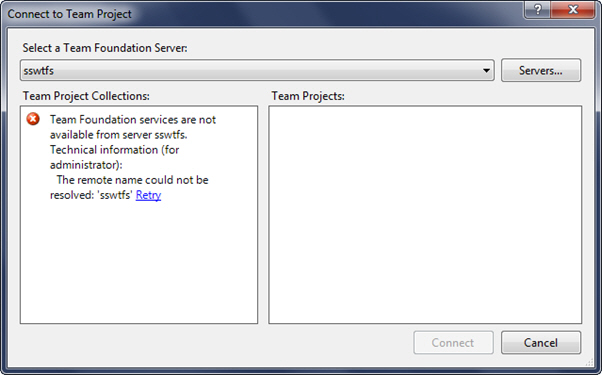 Connect to Team Project
?
Select a Team Foundation Server:
sswtfs
Servers...
Team Project Collections:
Team Projects:
Team Foundation services are not
available from server sswtfs.
Technical information (for
administrator):
The remote name could not be
resolved: 'sswtfs' Retry
Connect
Cancel